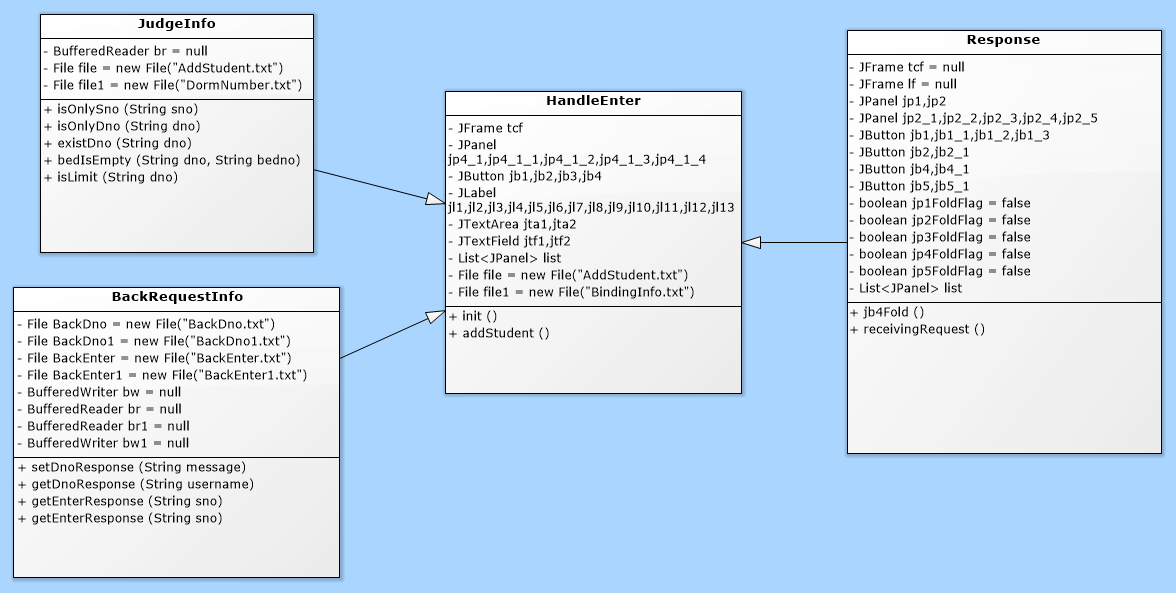 JudgeInfo
- BufferedReader br = null
- File file = new File("AddStudent.txt")
- File file1 = new File("DormNumber.txt")
+ isOnlySno (String sno)
+ isOnlyDno (String dno)
+ existDno (String dno)
+ bedIsEmpty (String dno, String bedno)
+ isLimit (String dno)
BackRequestInfo
- File BackDno = new File("BackDno.txt")
- File BackDno1 = new File("BackDno1.txt")
- File BackEnter = new File("BackEnter.txt")
- File BackEnter1 = new File("BackEnter1.txt")
- BufferedWriter bw = null
- BufferedReader br = null
- BufferedReader br1 = null
- BufferedWriter bw1 = null
+ setDnoResponse (String message)
+ getDnoResponse (String username)
+ getEnterResponse (String sno)
+ getEnterResponse (String sno)
HandleEnter
- JFrame tcf
- JPanel
jp4_1,jp4_1_1,jp4_1_2,jp4_1_3,jp4_1_4
- JButton jb1,jb2,jb3,jb4
- JLabel
jl1,jl2,jl3,jl4,jl5,jl6,jl7,jl8,jl9,jl10,jl11,jl12,jl13
- JTextArea jta1,jta2
- JTextField jtf1,jtf2
- List<JPanel> list
- File file = new File("AddStudent.txt")
- File file1 = new File("BindingInfo.txt")
+ init ()
+ addStudent ()
Response
- JFrame tcf = null
- JFrame lf = null
- JPanel jp1,jp2
- JPanel jp2_1,jp2_2,jp2_3,jp2_4,jp2_5
- JButton jb1,jb1_1,jb1_2,jb1_3
- JButton jb2,jb2_1
- JButton jb4,jb4_1
- JButton jb5,jb5_1
- boolean jp1FoldFlag = false
- boolean jp2FoldFlag = false
- boolean jp3FoldFlag = false
- boolean jp4FoldFlag = false
- boolean jp5FoldFlag = false
- List<JPanel> list
+ jb4Fold ()
+ receivingRequest ()